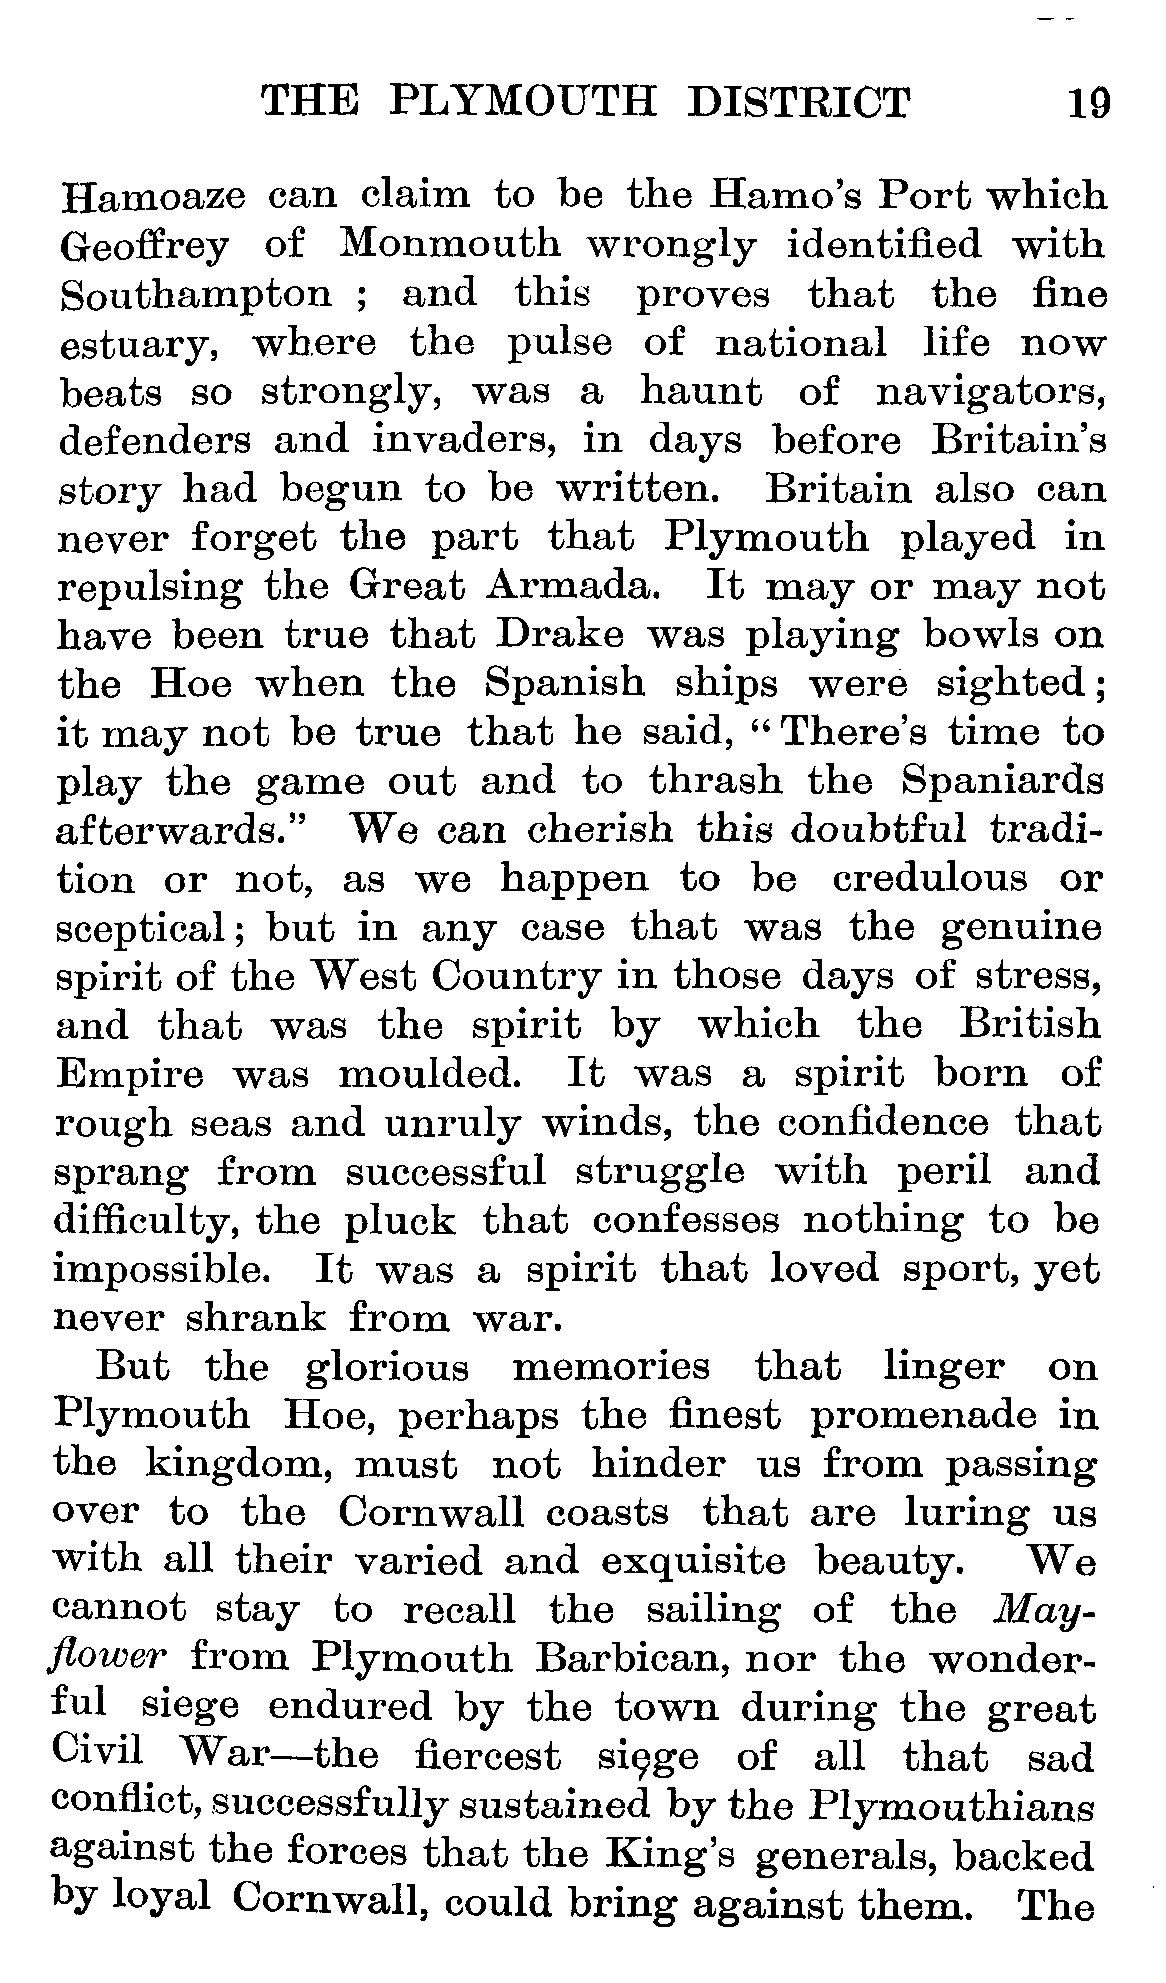 THE PLYMOUTH DISTRICT 19
Hamoaze can claim to be the Hamo's Port which
Geoffrey of Monmouth wrongly identified with
Southampton ; and this proves that the fine
estuary, where the pulse of national life now
beats so strongly, was a haunt of navigators,
defenders and invaders, in days before Britain's
story had begun to be written. Britain also can
never forget the part that Plymouth played in
repulsing the Great Armada. It may or may not
have been true that Drake was playing bowls on
the Hoe when the Spanish ships were sighted ;
it may not be true that he said, "There's time to
play the game out and to thrash the Spaniards
afterwards." We can cherish this doubtful tradi-
tion or not, as we happen to be credulous or
sceptical ; but in any case that was the genuine
spirit of the West Country in those days of stress,
and that was the spirit by which the British
Empire was moulded. It was a spirit born of
rough seas and unruly winds, the confidence that
sprang from successful struggle with peril and
difficulty, the pluck that confesses nothing to be
impossible. It was a spirit that loved sport, yet
never shrank from war.
But the glorious memories that linger on
Plymouth Hoe, perhaps the finest promenade in
the kingdom, must not hinder us from passing
over to the Cornwall coasts that are luring us
with all their varied and exquisite beauty. We
cannot stay to recall the sailing of the May-
flower from Plymouth Barbican, nor the wonder-
ful siege endured by the town during the great
Civil War—the fiercest siege of all that sad
conflict, successfully sustained by the Plymouthians
against the forces that the King's generals, backed
by loyal Cornwall, could bring against them. The